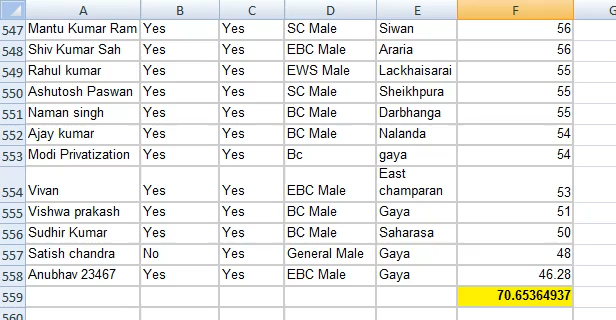 A B C D E F G
547 Mantu Kumar Ram Yes Yes SC Male Siwan 56
548 Shiv Kumar Sah Yes Yes EBC Male Araria 56
549 Rahul kumar Yes Yes EWS Male Lackhaisarai 55
550 Ashutosh Paswan Yes Yes SC Male Sheikhpura 55
551 Naman singh Yes Yes BC Male Darbhanga 55
552 Ajay kumar Yes Yes BC Male Nalanda 54
553 Modi Privatization Yes Yes Bc gaya 54
East
554 Vivan Yes Yes EBC Male champaran 53
555 Vishwa prakash Yes Yes BC Male Gaya 51
556 Sudhir Kumar Yes Yes BC Male Saharasa 50
557 Satish chandra No Yes General Male Gaya 48
558 Anubhav 23467 Yes Yes EBC Male Gaya 46.28
559 70.65364937
560